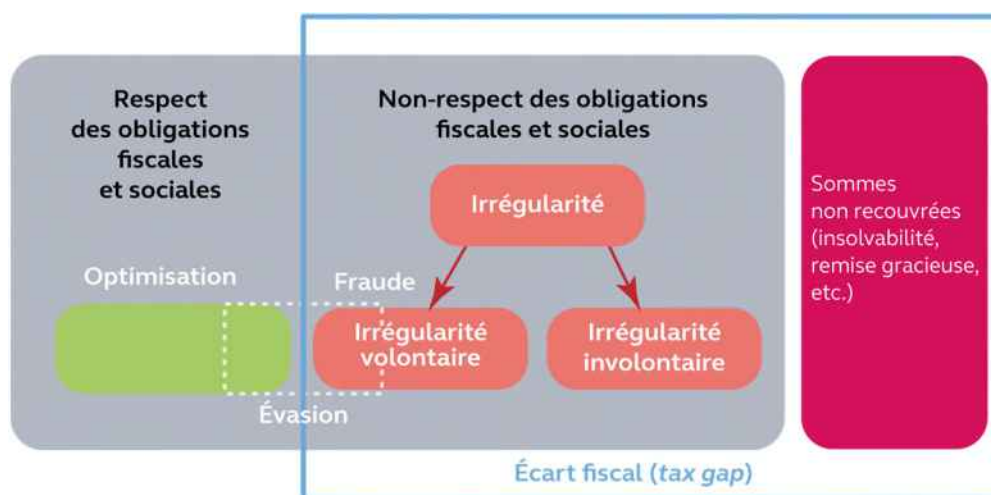 Respect
des obligations
fiscales
et sociales
Non-respect des obligations
fiscales et sociales
Irrégularité
Sommes
non recouvrées
(insolvabilité,
remise gracieuse,
etc.)
Optimisation
Fraude
Irrégularité
volontaire
Irrégularité
involontaire
Évasion
Écart fiscal (tax gap)